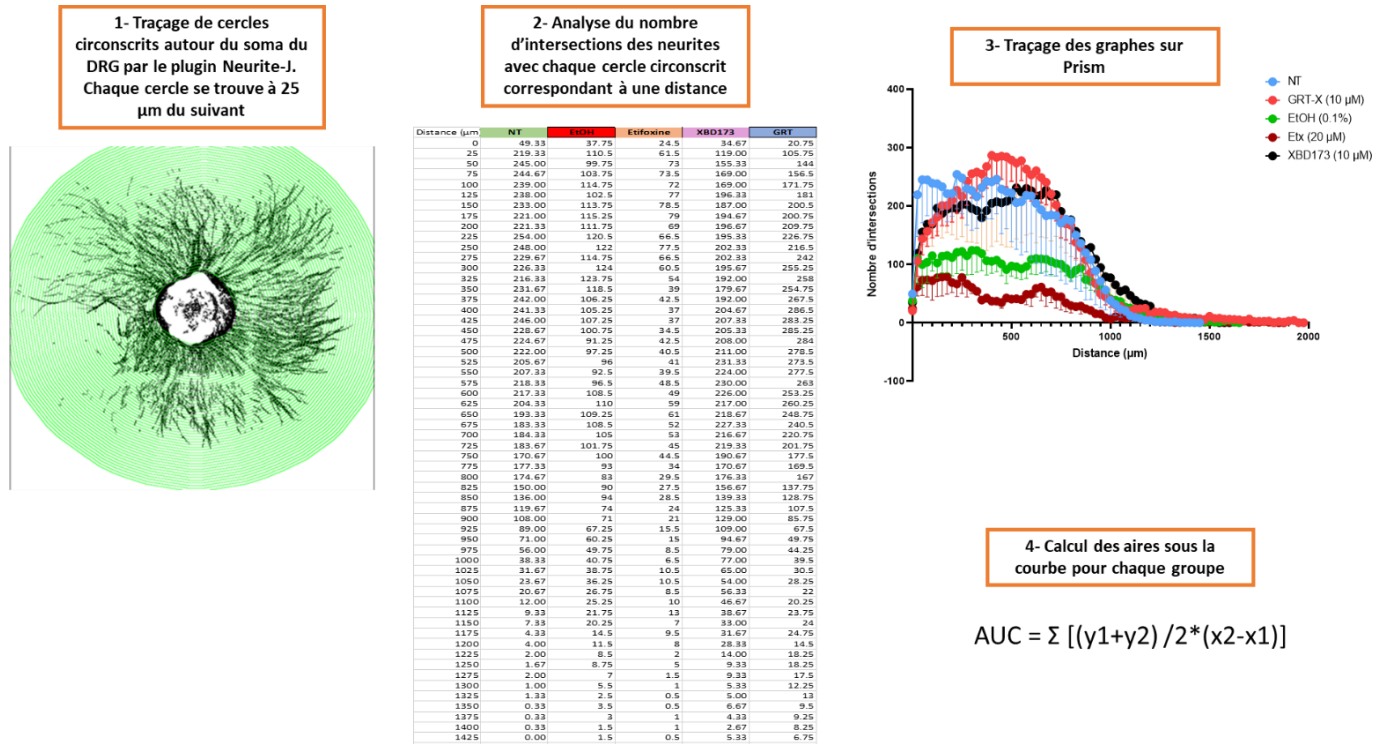 1- Traçage de cercles
circonscrits autour du soma du
DRG par le plugin Neurite-J.
Chaque cercle se trouve à 25
µm du suivant
2- Analyse du nombre
d'intersections des neurites
avec chaque cercle circonscrit
correspondant à une distance
Distance (µm NT EtOH Etifoxine XBD173 GRT
0 49.33 37.75 24.5 34.67 20.75
25 219.33 110.5 61.5 119.00 105.75
50 245.00 99.75 73 155.33 144
75 244.67 103.75 73.5 169.00 156.5
100 239.00 114.75 72 169.00 171.75
125 238.00 102.5 77 196.33 181
150 233.00 113.75 78.5 187.00 200.5
175 221.00 115.25 79 194.67 200.75
200 221.33 111.75 69 196.67 209.75
225 254.00 120.5 66.5 195.33 226.75
250 248.00 122 77.5 202.33 216.5
275 229.67 114.75 66.5 202.33 242
300 226.33 124 60.5 195.67 255.25
325 216.33 123.75 54 192.00 258
350 231.67 118.5 39 179.67 254.75
375 242.00 106.25 42.5 192.00 267.5
400 241.33 105.25 37 204.67 286.5
425 246.00 107.25 37 207.33 283.25
450 228.67 100.75 34.5 205.33 285.25
475 224.67 91.25 42.5 208.00 284
500 222.00 97.25 40.5 211.00 278.5
525 205.67 96 41 231.33 273.5
550 207.33 92.5 39.5 224.00 277.5
575 218.33 96.5 48.5 230.00 263
600 217.33 108.5 49 226.00 253.25
625 204.33 110 59 217.00 260.25
650 193.33 109.25 61 218.67 248.75
675 183.33 108.5 52 227.33 240.5
700 184.33 105 53 216.67 220.75
725 183.67 101.75 45 219.33 201.75
750 170.67 100 44.5 190.67 177.5
775 177.33 93 34 170.67 169.5
800 174.67 83 29.5 176.33 167
825 150.00 90 27.5 156.67 137.75
850 136.00 94 28.5 139.33 128.75
875 119.67 74 24 125.33 107.5
900 108.00 71 21 129.00 85.75
925 89.00 67.25 15.5 109.00 67.5
950 71.00 60.25 15 94.67 49.75
975 56.00 49.75 8.5 79.00 44.25
1000 38.33 40.75 6.5 77.00 39.5
1025 31.67 38.75 10.5 65.00 30.5
1050 23.67 36.25 10.5 54.00 28.25
1075 20.67 26.75 8.5 56.33 22
1100 12.00 25.25 10 46.67 20.25
1125 9.33 21.75 13 38.67 23.75
1150 7.33 20.25 7 33.00 24
1175 4.33 14.5 9.5 31.67 24.75
1200 4.00 11.5 8 28.33 14.5
1225 2.00 8.5 2 14.00 18.25
1250 1.67 8.75 5 9.33 18.25
1275 2.00 7 1.5 9.33 17.5
1300 1.00 5.5 1 5.33 12.25
1325 1.33 2.5 0.5 5.00 13
1350 0.33 3.5 0.5 6.67 9.5
1375 0.33 3 1 4.33 9.25
1400 0.33 1.5 1 2.67 8.25
1425 0.00 1.5 0.5 5.33 6.75
3- Traçage des graphes sur
Prism
NT
GRT-X (10 µM)
EtOH (0.1%)
Etx (20 µM)
XBD173 (10 µM)
Nombre d'intersections
400
300
200
100
0
-100
500 1000 1500 2000
Distance (µm)
4- Calcul des aires sous la
courbe pour chaque groupe
AUC = Σ [(y1+y2) /2*(x2-x1)]